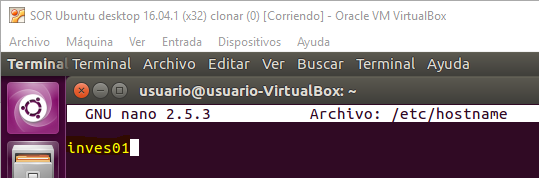 SOR Ubuntu desktop 16.04.1 (x32) clonar (0) [Corriendo] - Oracle VM VirtualBox
Archivo Máquina Ver Entrada Dispositivos Ayuda
Terminal Terminal Archivo Editar Ver Buscar Terminal Ayuda
usuario@usuario-VirtualBox: ~
GNU nano 2.5.3 Archivo: /etc/hostname
inves01